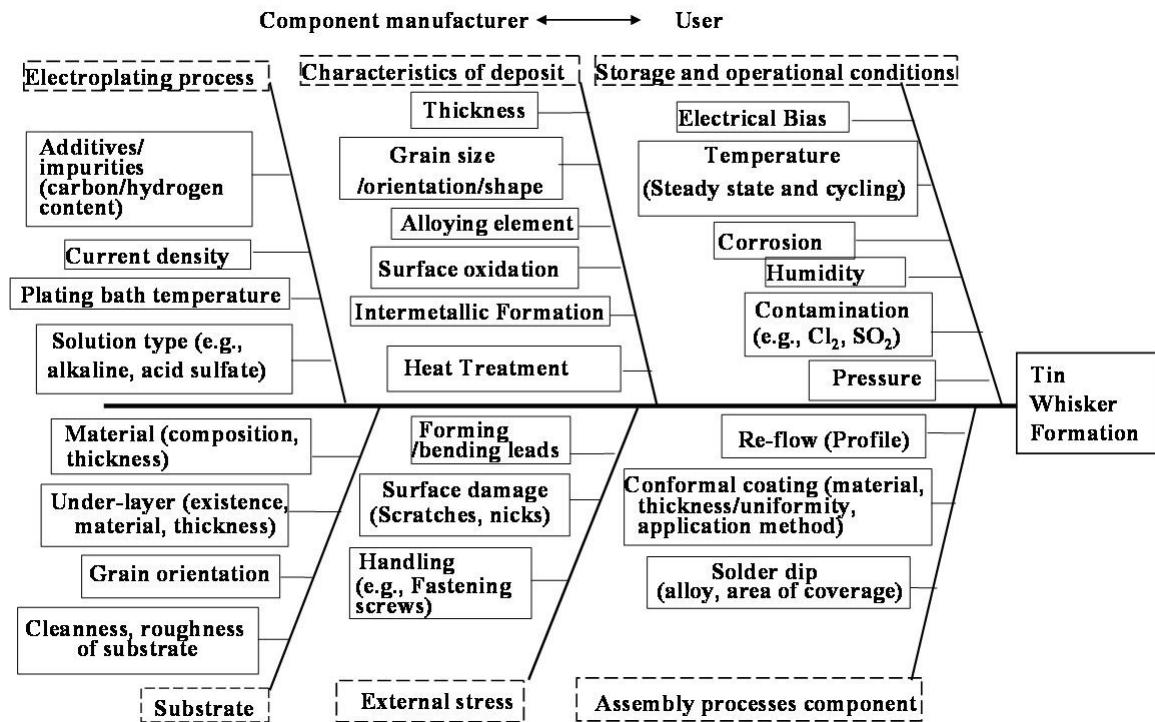 Component manufacturer
User
Electroplating process
Characteristics of deposit
Storage and operational conditions
Additives/
impurities
(carbon/hydrogen
content)
Current density
Plating bath temperature
Solution type (e.g.,
alkaline, acid sulfate)
Thickness
Grain size
/orientation/shape
Alloying element
Surface oxidation
Intermetallic Formation
Heat Treatment
Electrical Bias
Temperature
(Steady state and cycling)
Corrosion
Humidity
Contamination
(e.g., Cl₂, SO₂)
Pressure
Tin
Whisker
Formation
Material (composition,
thickness)
Under-layer (existence,
material, thickness)
Grain orientation
Cleanness, roughness
of substrate
Substrate
Forming
/bending leads
Surface damage
(Scratches, nicks)
Handling
(e.g., Fastening
screws)
External stress
Re-flow (Profile)
Conformal coating (material,
thickness/uniformity,
application method)
Solder dip
(alloy, area of coverage)
Assembly processes component